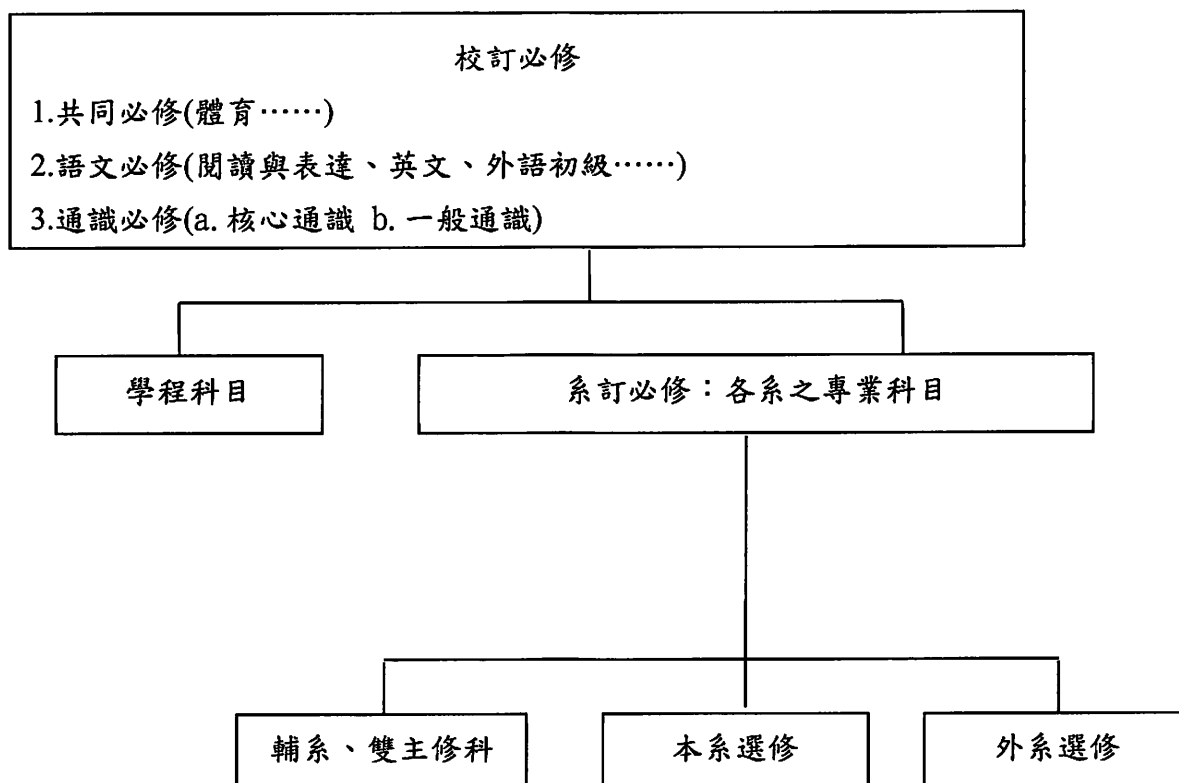 校訂必修
1.共同必修(體育……)
2.語文必修(閱讀與表達、英文、外語初級……)
3.通識必修(a. 核心通識 b. 一般通識)
學程科目
系訂必修：各系之專業科目
輔系、雙主修科
本系選修
外系選修